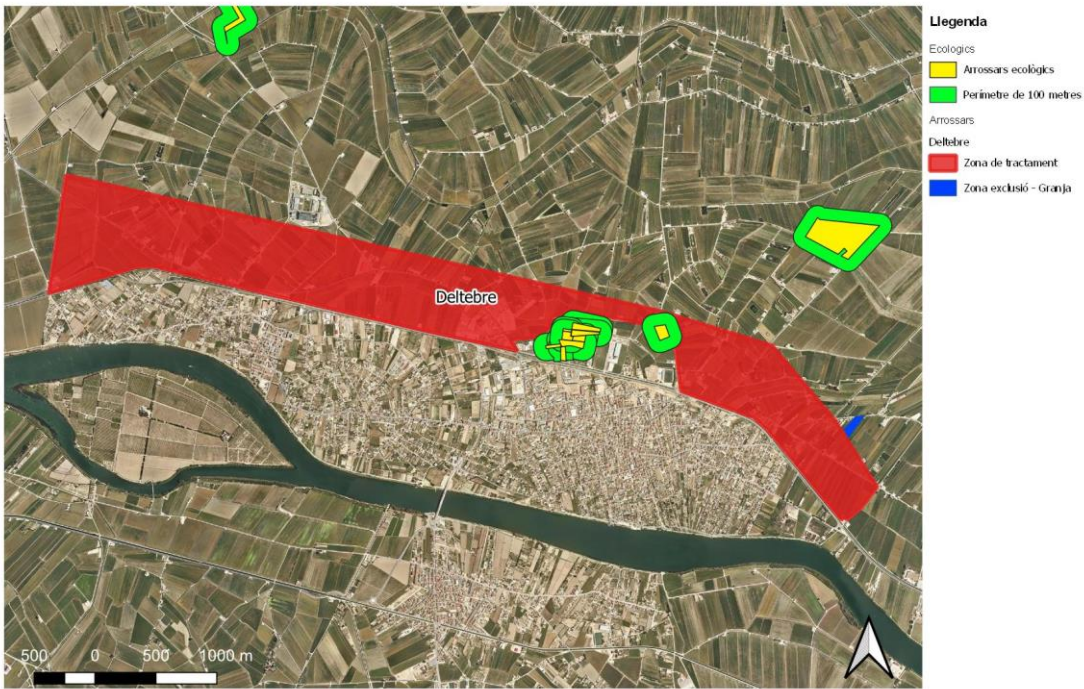 Llegenda
Ecologics
Arrossars ecològics
Perímetre de 100 metres
Arrossars
Deltebre
Zona de tractament
Zona exclusió - Granja
Deltebre
500 0 500 1000 m